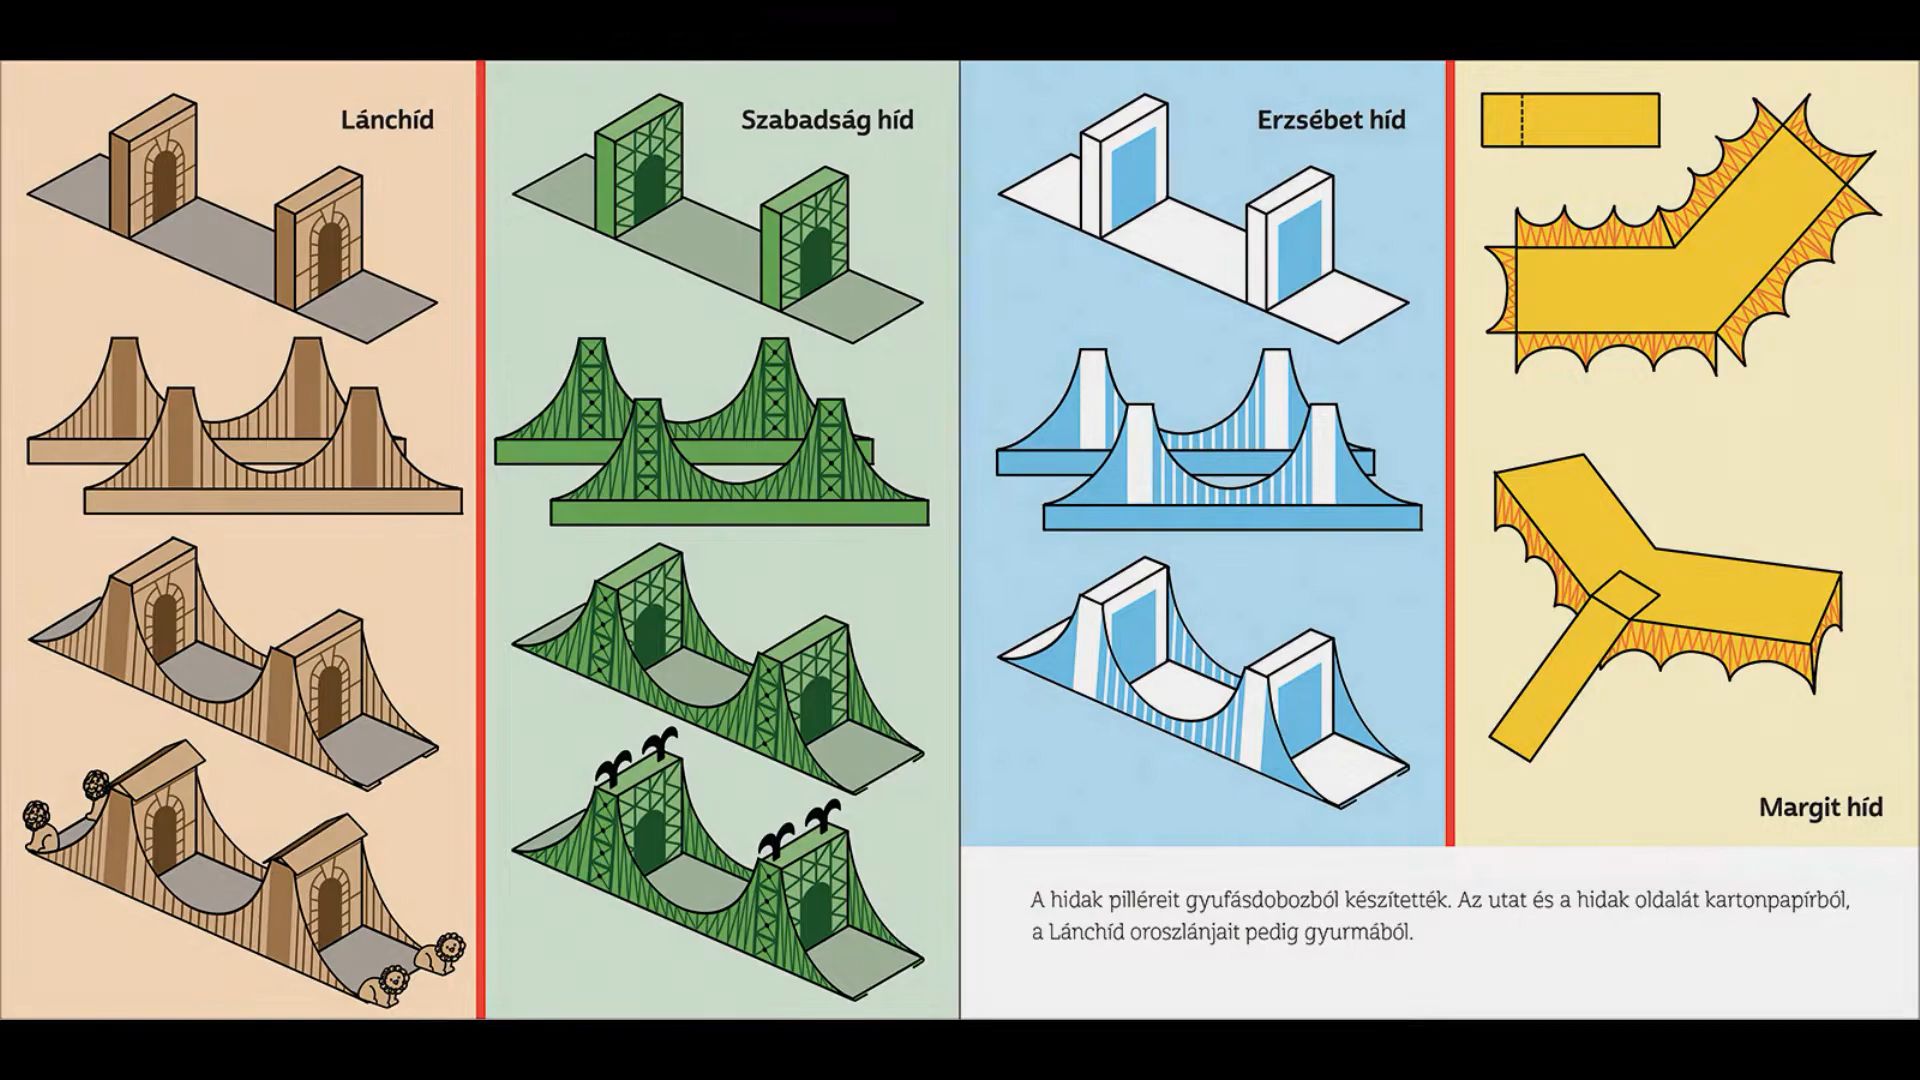 Lánchíd
Szabadság híd
Erzsébet híd
Margit híd
A hidak pilléreit gyufásdobozból készítették. Az utat és a hidak oldalát kartonpapírból,
a Lánchíd oroszlánjait pedig gyurmából.